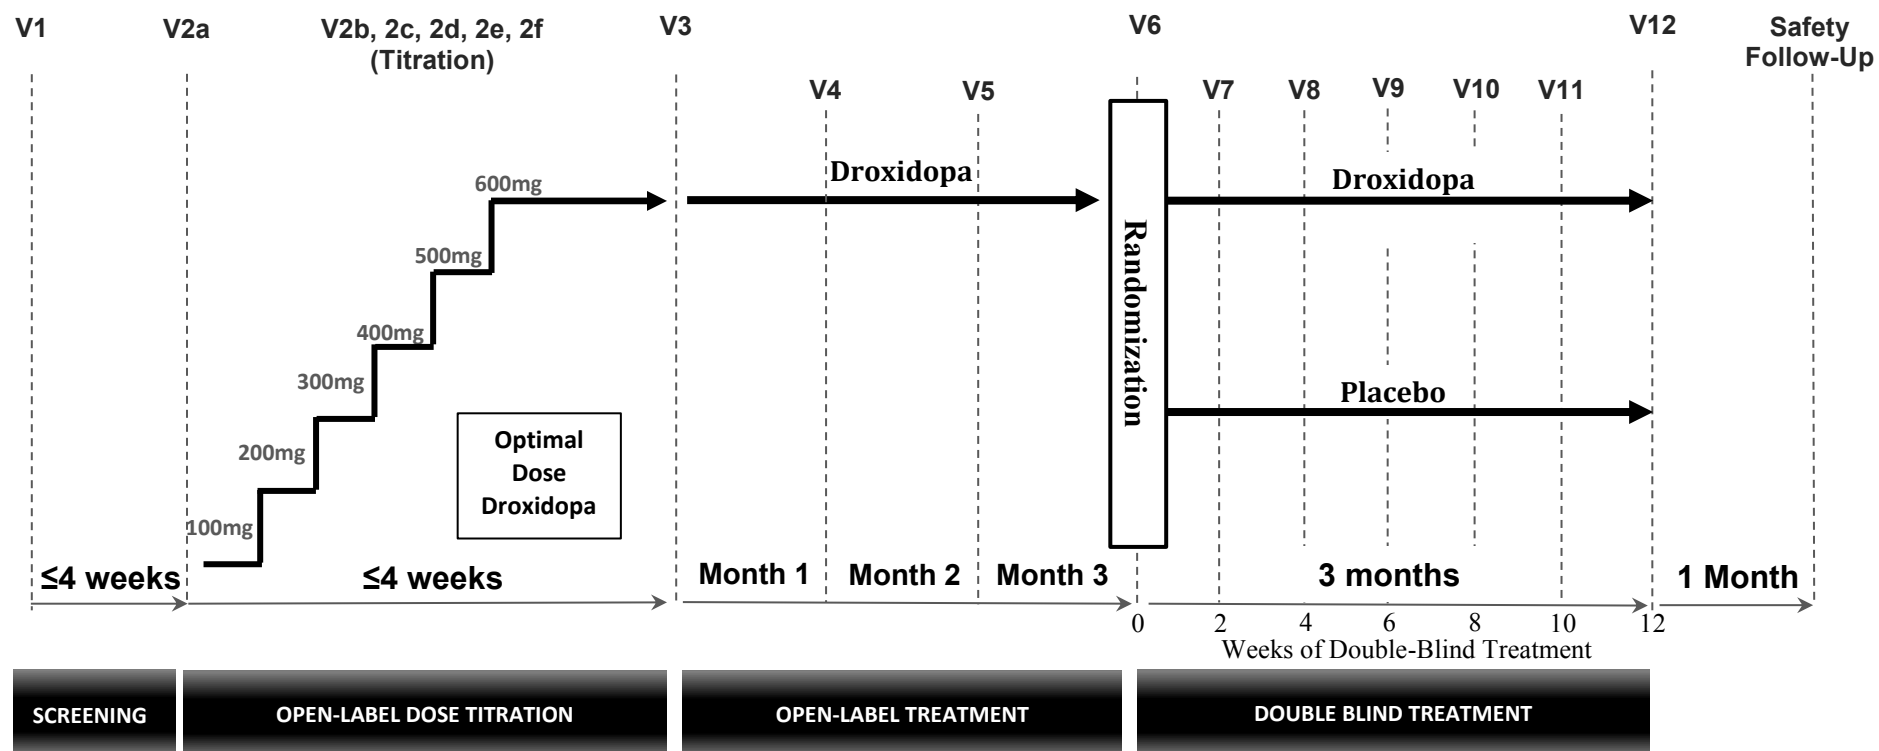 V1
V2a
V2b, 2c, 2d, 2e, 2f
(Titration)
V3
V6
V12
Safety
Follow-Up
V4
V5
V7
V8
V9
V10
V11
600mg
500mg
400mg
300mg
200mg
100mg
Droxidopa
Droxidopa
Randomization
Placebo
Optimal
Dose
Droxidopa
≤4 weeks
≤4 weeks
Month 1
Month 2
Month 3
3 months
1 Month
0
2
4
6
8
10
12
Weeks of Double-Blind Treatment
SCREENING
OPEN-LABEL DOSE TITRATION
OPEN-LABEL TREATMENT
DOUBLE BLIND TREATMENT